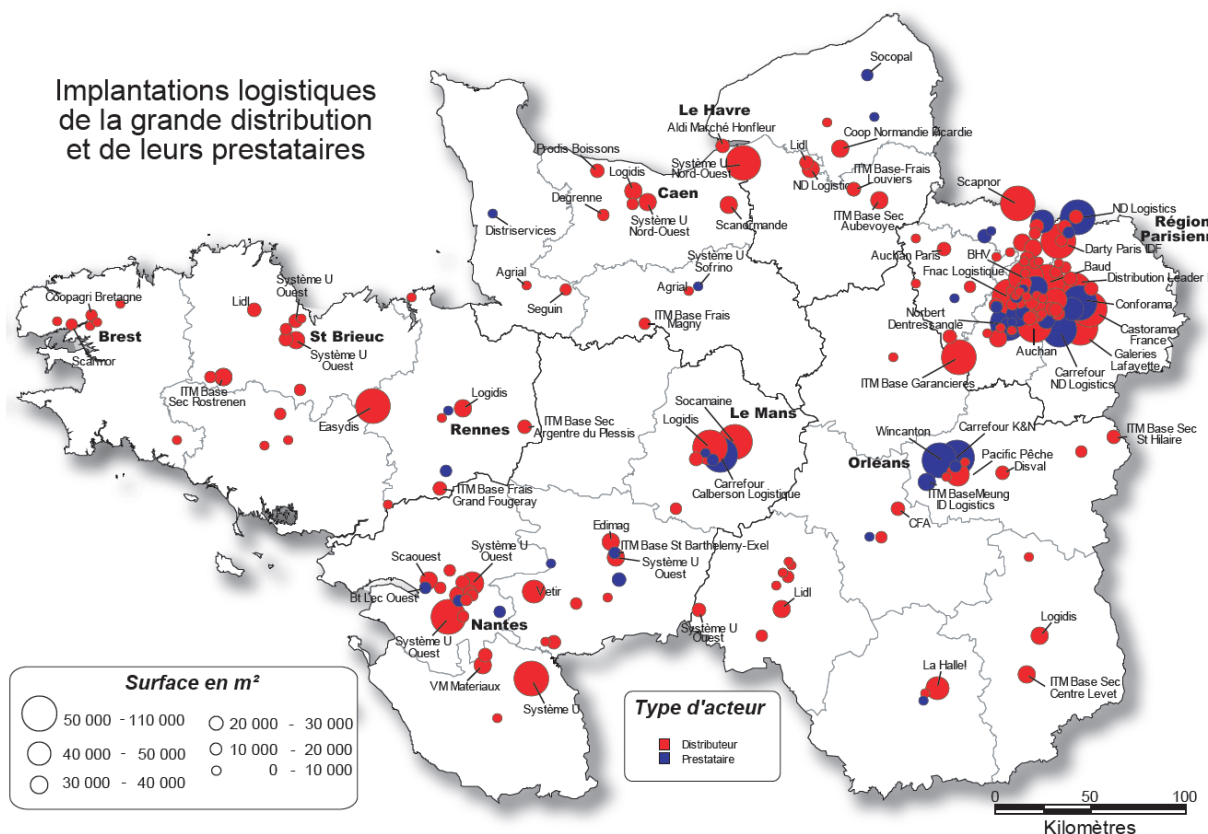 Implantations logistiques
de la grande distribution
et de leurs prestataires
Socopal
Le Havre
Aldi Marché Honfleur
Coop Normandie Picardie
Prodis Boissons
Logidis
Système U
Nord-Ouest
Lidl
ND Logistics
ITM Base-Frais
Louviers
Caen
Degrenne
Système U
Nord-Ouest
Scanormande
ITM Base Sec
Aubevoye
Scapnor
ND Logistics
Région
Parisienne
Distriservices
Darty Paris IDF
Auchan Paris
BHV
Baud
Fnac Logistique
Distribution Leader
Conforama
Système U
Sofrino
Agrial
Agrial
Seguin
Système U
Ouest
Coopagri Bretagne
Lidl
Norbert
Dentressangle
Castorama
France
ITM Base Frais
Magny
Brest
St Brieuc
Scarmor
Système U
Ouest
Auchan
Galeries
Lafayette
Carrefour
ND Logistics
ITM Base Garancières
ITM Base
Sec Rostrenen
Easydis
Logidis
Rennes
ITM Base Sec
Argentre du Plessis
Socamaine
Le Mans
Logidis
Carrefour
Calberson Logistique
Wincanton
Carrefour K&N
Orléans
Pacific Pêche
Disval
ITM Base Sec
St Hilaire
ITM Base Frais
Grand Fougeray
ITM BaseMeung
ID Logistics
CFA
Edimag
ITM Base St Barthelemy-Exel
Système U
Ouest
Scaouest
Système U
Ouest
Bt Lec Ouest
Vetir
Nantes
Système U
Ouest
Système U
Ouest
Lidl
Logidis
VM Materiaux
Système U
La Halle!
ITM Base Sec
Centre Levet
Surface en m²
50 000 - 110 000
40 000 - 50 000
30 000 - 40 000
20 000 - 30 000
10 000 - 20 000
0 - 10 000
Type d'acteur
Distributeur
Prestataire
0 50 100
Kilomètres